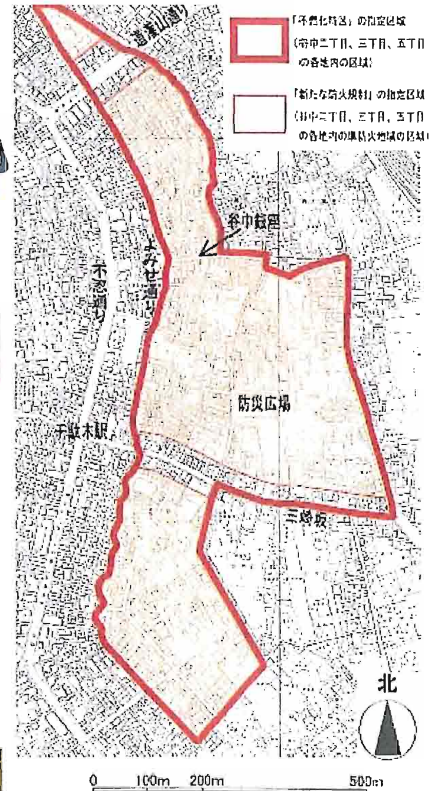 「不燃化特区」の指定区域
(谷中二丁目、三丁目、五丁目
の各地内の区域)
「新たな防火規制」の指定区域
(谷中二丁目、三丁目、五丁目
の各地内の準防火地域の区域)
道灌山通り
谷中銀座
よみせ通り
不忍通り
防災広場
千駄木駅
三崎坂
北
0 100m 200m 500m